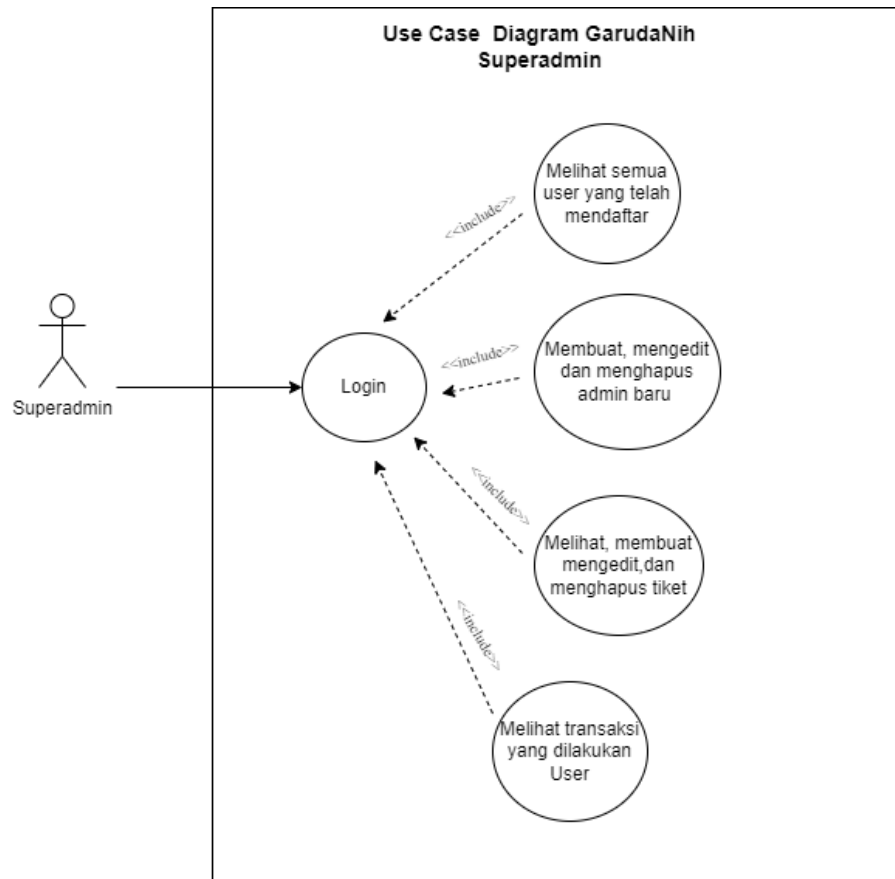 Use Case Diagram GarudaNih
Superadmin
Melihat semua
user yang telah
mendaftar
<<include>>
Membuat, mengedit
dan menghapus
admin baru
<<include>>
Login
Superadmin
<<include>>
Melihat, membuat
mengedit,dan
menghapus tiket
<<include>>
Melihat transaksi
yang dilakukan
User